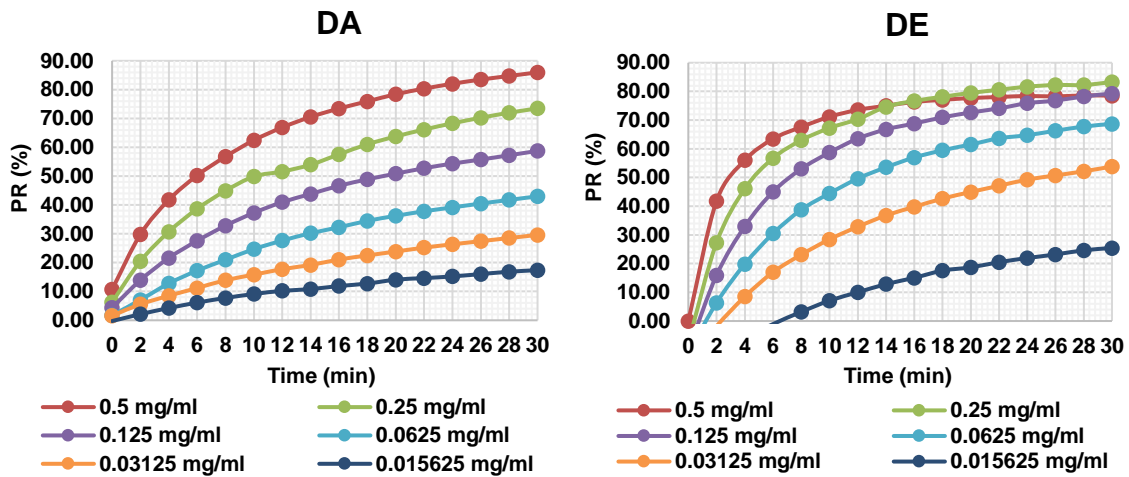 DA
90.00
80.00
70.00
60.00
50.00
40.00
30.00
20.00
10.00
0.00
PR (%)
0 2 4 6 8 10 12 14 16 18 20 22 24 26 28 30
Time (min)
0.5 mg/ml 0.25 mg/ml
0.125 mg/ml 0.0625 mg/ml
0.03125 mg/ml 0.015625 mg/ml
DE
90.00
80.00
70.00
60.00
50.00
40.00
30.00
20.00
10.00
0.00
PR (%)
0 2 4 6 8 10 12 14 16 18 20 22 24 26 28 30
Time (min)
0.5 mg/ml 0.25 mg/ml
0.125 mg/ml 0.0625 mg/ml
0.03125 mg/ml 0.015625 mg/ml